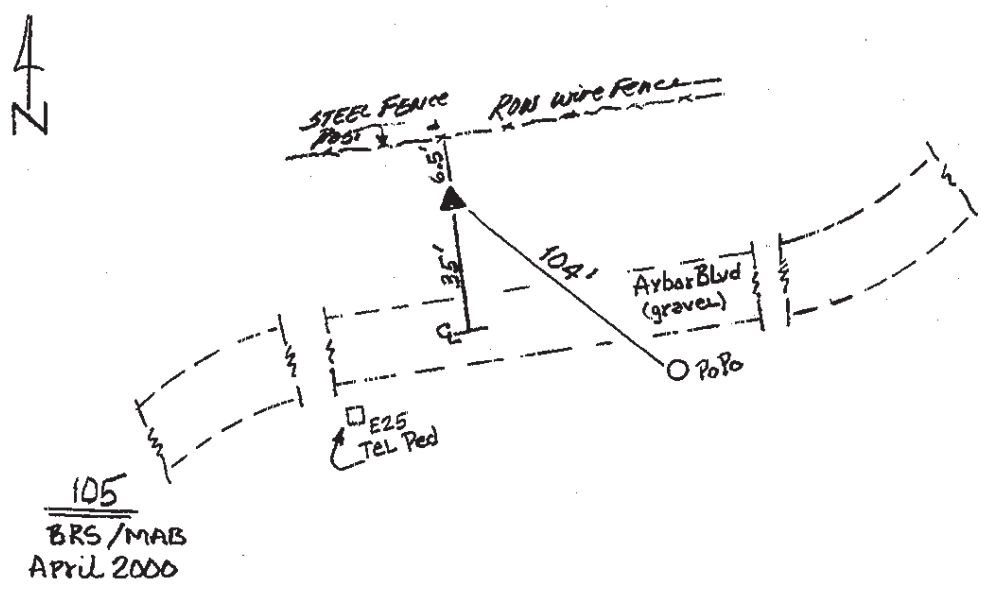 N
STEEL FENCE
Post
ROW Wire Fence
6.5'
35'
104'
Arbor Blvd
(gravel)
CL
PoPo
E25
TEL Ped
105
BRS/MAB
April 2000